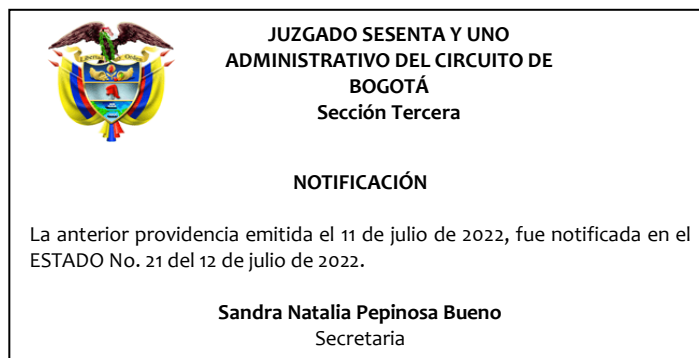 JUZGADO SESENTA Y UNO
ADMINISTRATIVO DEL CIRCUITO DE
BOGOTÁ
Sección Tercera
NOTIFICACIÓN
La anterior providencia emitida el 11 de julio de 2022, fue notificada en el
ESTADO No. 21 del 12 de julio de 2022.
Sandra Natalia Pepinosa Bueno
Secretaria